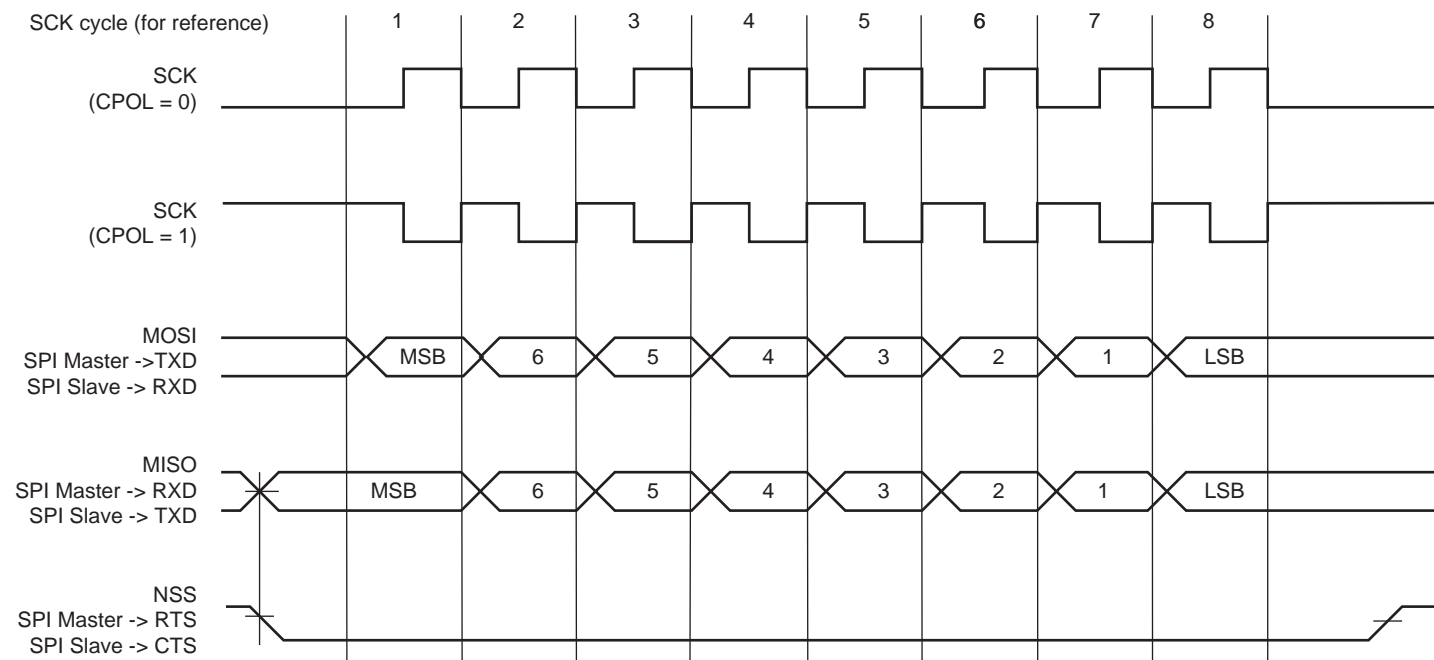 SCK cycle (for reference) 1 2 3 4 5 6 7 8
SCK
(CPOL = 0)
SCK
(CPOL = 1)
MOSI
SPI Master ->TXD
SPI Slave -> RXD
MSB 6 5 4 3 2 1 LSB
MISO
SPI Master -> RXD
SPI Slave -> TXD
MSB 6 5 4 3 2 1 LSB
NSS
SPI Master -> RTS
SPI Slave -> CTS